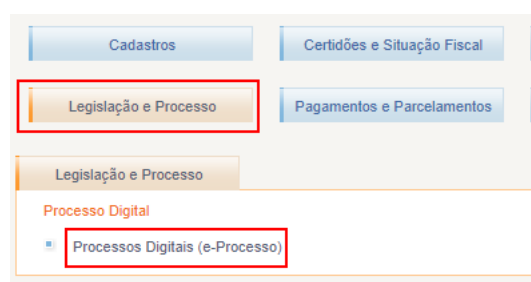 Cadastros
Certidões e Situação Fiscal
Legislação e Processo
Pagamentos e Parcelamentos
Legislação e Processo
Processo Digital
Processos Digitais (e-Processo)